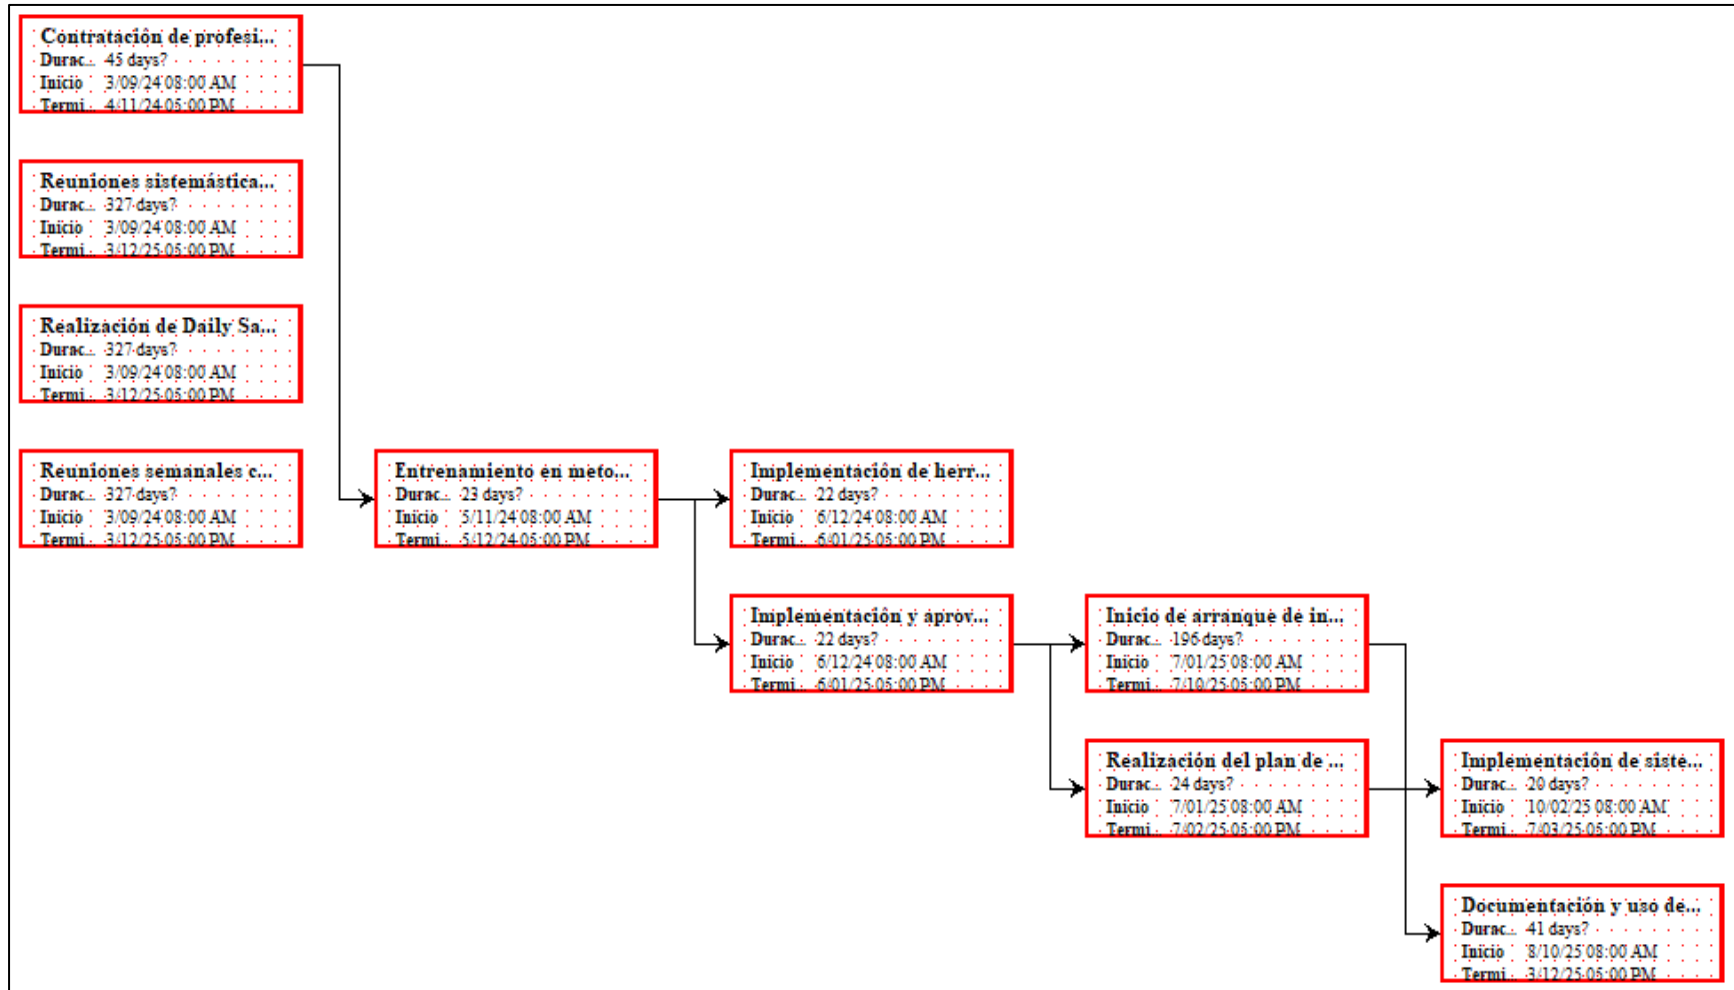 Contratación de profesi...
Durac... 45 days?
Inicio 3/09/24 08:00 AM
Termi... 4/11/24 05:00 PM
Reuniones sistemástica...
Durac... 327 days?
Inicio 3/09/24 08:00 AM
Termi... 3/12/25 05:00 PM
Realización de Daily Sa...
Durac... 327 days?
Inicio 3/09/24 08:00 AM
Termi... 3/12/25 05:00 PM
Reuniones semanales c...
Durac... 327 days?
Inicio 3/09/24 08:00 AM
Termi... 3/12/25 05:00 PM
Entrenamiento en meto...
Durac... 23 days?
Inicio 5/11/24 08:00 AM
Termi... 5/12/24 05:00 PM
Implementación de herr...
Durac... 22 days?
Inicio 6/12/24 08:00 AM
Termi... 6/01/25 05:00 PM
Implementación y aprov...
Durac... 22 days?
Inicio 6/12/24 08:00 AM
Termi... 6/01/25 05:00 PM
Inicio de arranque de in...
Durac... 196 days?
Inicio 7/01/25 08:00 AM
Termi... 7/10/25 05:00 PM
Realización del plan de ...
Durac... 24 days?
Inicio 7/01/25 08:00 AM
Termi... 7/02/25 05:00 PM
Implementación de siste...
Durac... 20 days?
Inicio 10/02/25 08:00 AM
Termi... 7/03/25 05:00 PM
Documentación y uso de...
Durac... 41 days?
Inicio 8/10/25 08:00 AM
Termi... 3/12/25 05:00 PM